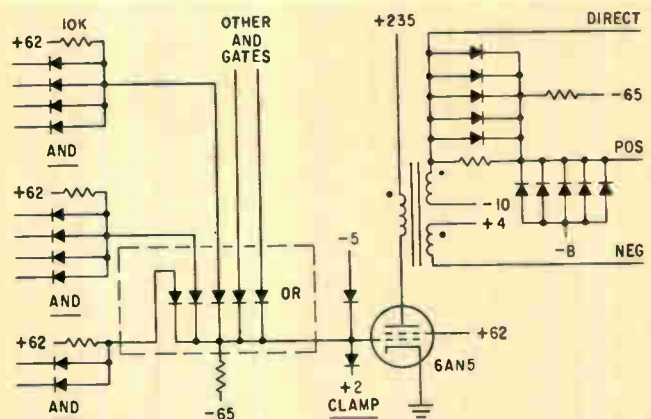 10K
+62
AND
+62
AND
+62
AND
OTHER
AND
GATES
OR
-65
-5
+2
CLAMP
+235
+62
6AN5
DIRECT
-65
POS
-10
+4
-B
NEG